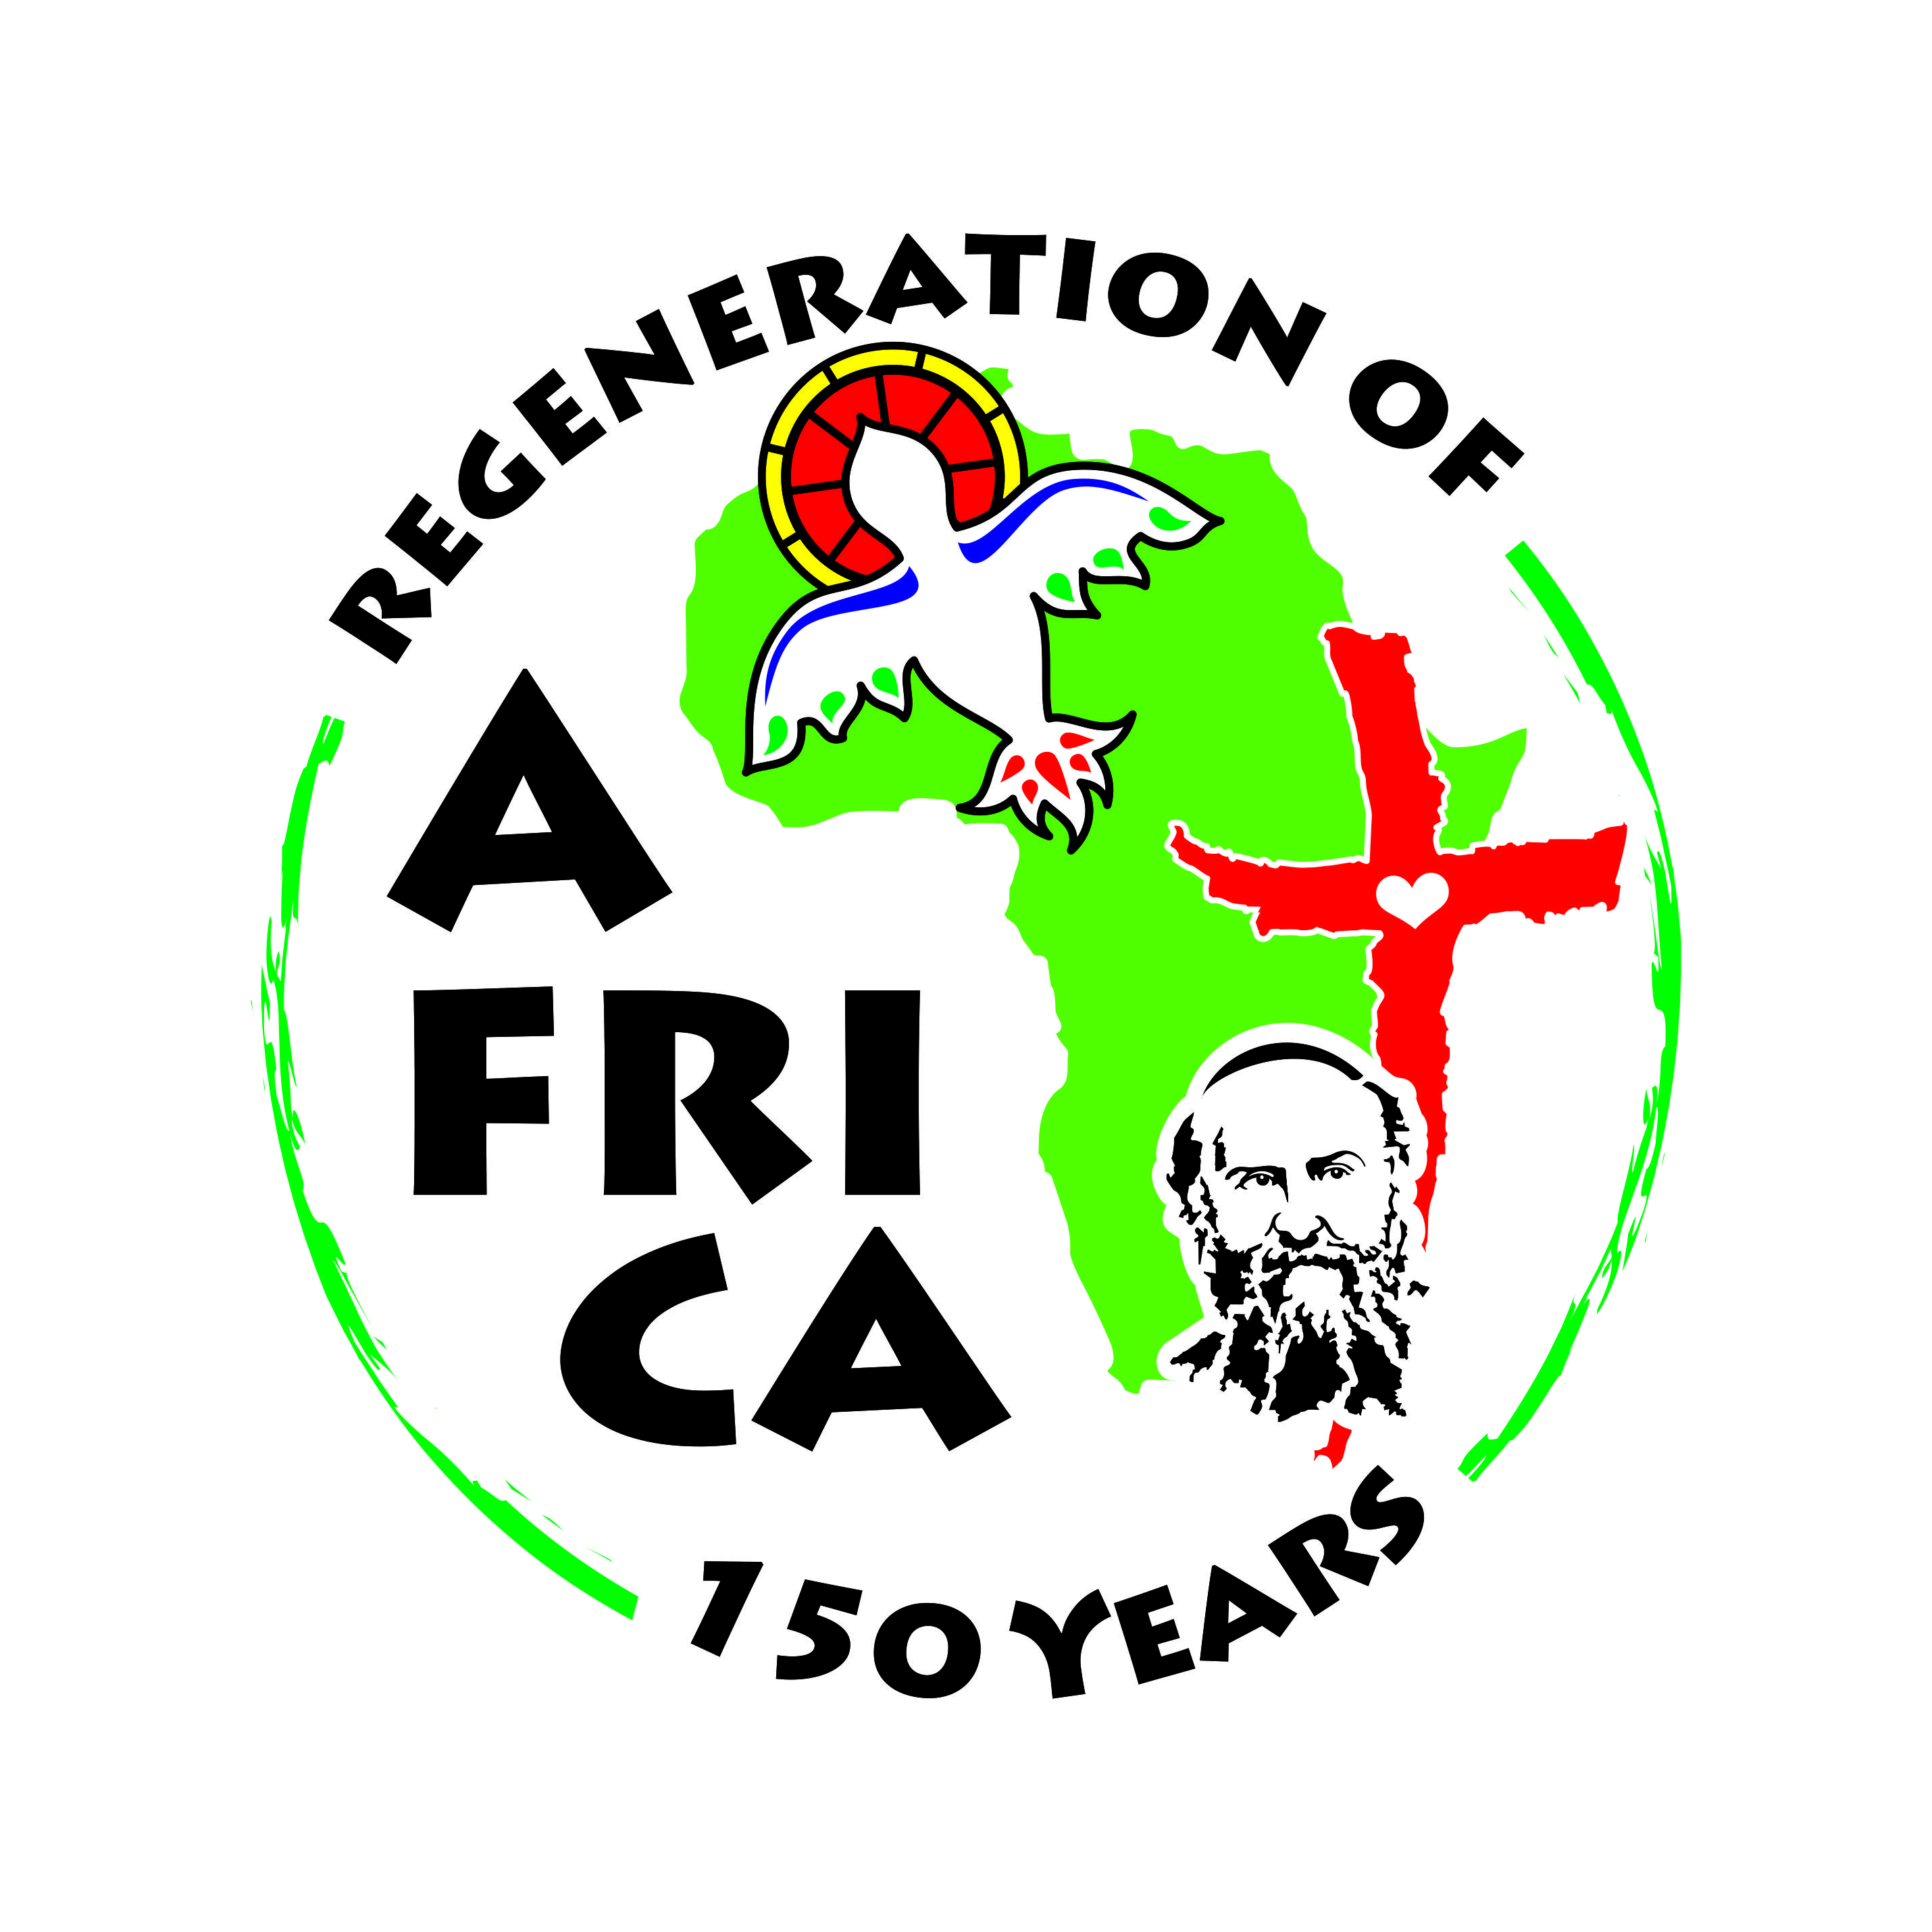 REGENERATION OF
A
FRI
CA
150 YEARS